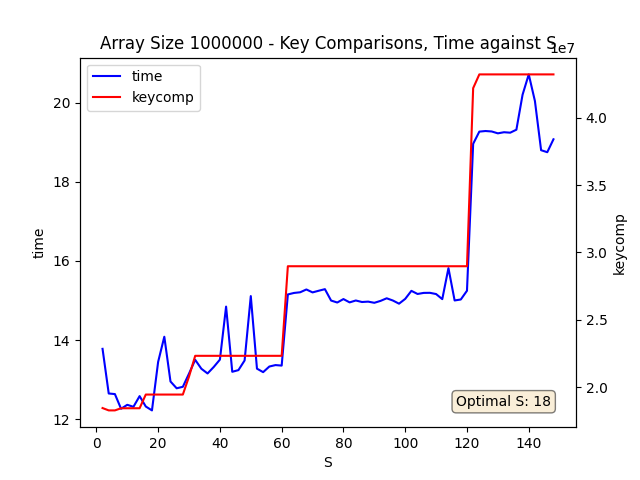 Array Size 1000000 - Key Comparisons, Time against S
1e7
time
keycomp
20
18
16
14
12
4.0
3.5
3.0
2.5
2.0
time
keycomp
Optimal S: 18
0
20
40
60
80
100
120
140
S